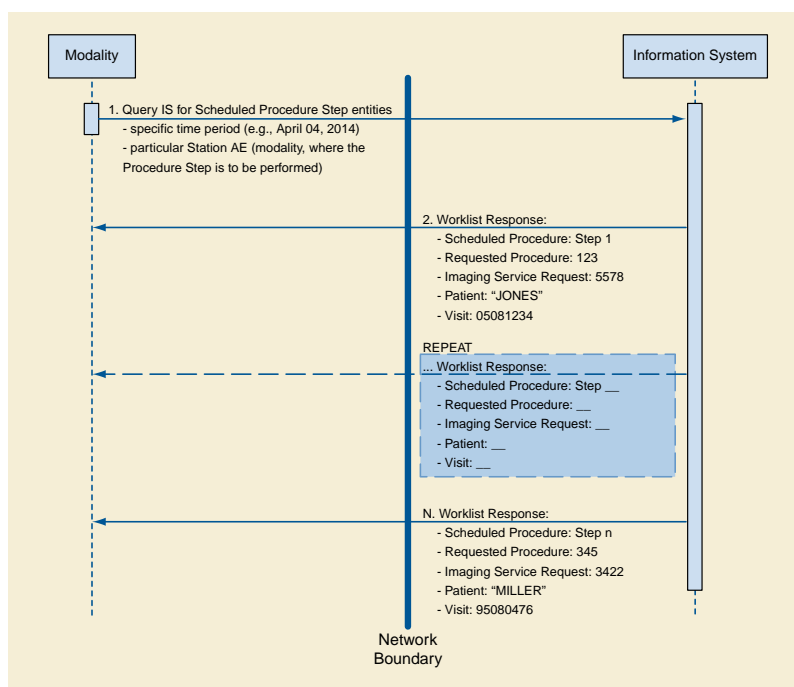 Modality
Information System
1. Query IS for Scheduled Procedure Step entities
- specific time period (e.g., April 04, 2014)
- particular Station AE (modality, where the
Procedure Step is to be performed)
2. Worklist Response:
- Scheduled Procedure: Step 1
- Requested Procedure: 123
- Imaging Service Request: 5578
- Patient: “JONES”
- Visit: 05081234
REPEAT
... Worklist Response:
- Scheduled Procedure: Step __
- Requested Procedure: __
- Imaging Service Request: __
- Patient: __
- Visit: __
N. Worklist Response:
- Scheduled Procedure: Step n
- Requested Procedure: 345
- Imaging Service Request: 3422
- Patient: “MILLER”
- Visit: 95080476
Network
Boundary